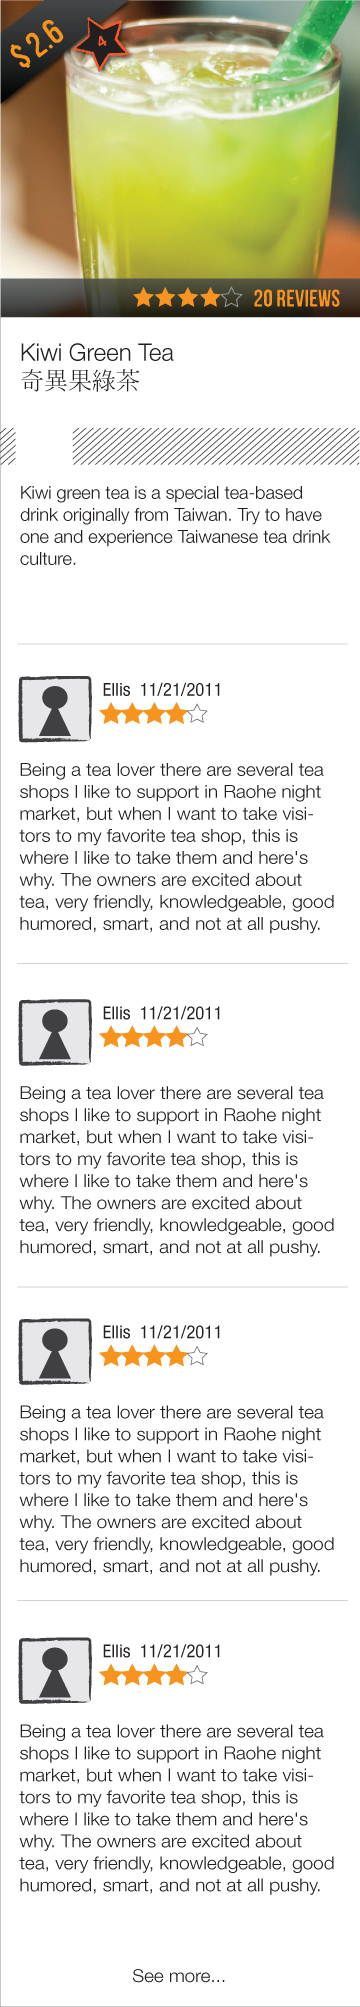 $ 2.6
4
20 REVIEWS
Kiwi Green Tea
奇異果綠茶
Kiwi green tea is a special tea-based
drink originally from Taiwan. Try to have
one and experience Taiwanese tea drink
culture.
Ellis 11/21/2011
Being a tea lover there are several tea
shops I like to support in Raohe night
market, but when I want to take visi-
tors to my favorite tea shop, this is
where I like to take them and here's
why. The owners are excited about
tea, very friendly, knowledgeable, good
humored, smart, and not at all pushy.
Ellis 11/21/2011
Being a tea lover there are several tea
shops I like to support in Raohe night
market, but when I want to take visi-
tors to my favorite tea shop, this is
where I like to take them and here's
why. The owners are excited about
tea, very friendly, knowledgeable, good
humored, smart, and not at all pushy.
Ellis 11/21/2011
Being a tea lover there are several tea
shops I like to support in Raohe night
market, but when I want to take visi-
tors to my favorite tea shop, this is
where I like to take them and here's
why. The owners are excited about
tea, very friendly, knowledgeable, good
humored, smart, and not at all pushy.
Ellis 11/21/2011
Being a tea lover there are several tea
shops I like to support in Raohe night
market, but when I want to take visi-
tors to my favorite tea shop, this is
where I like to take them and here's
why. The owners are excited about
tea, very friendly, knowledgeable, good
humored, smart, and not at all pushy.
See more...